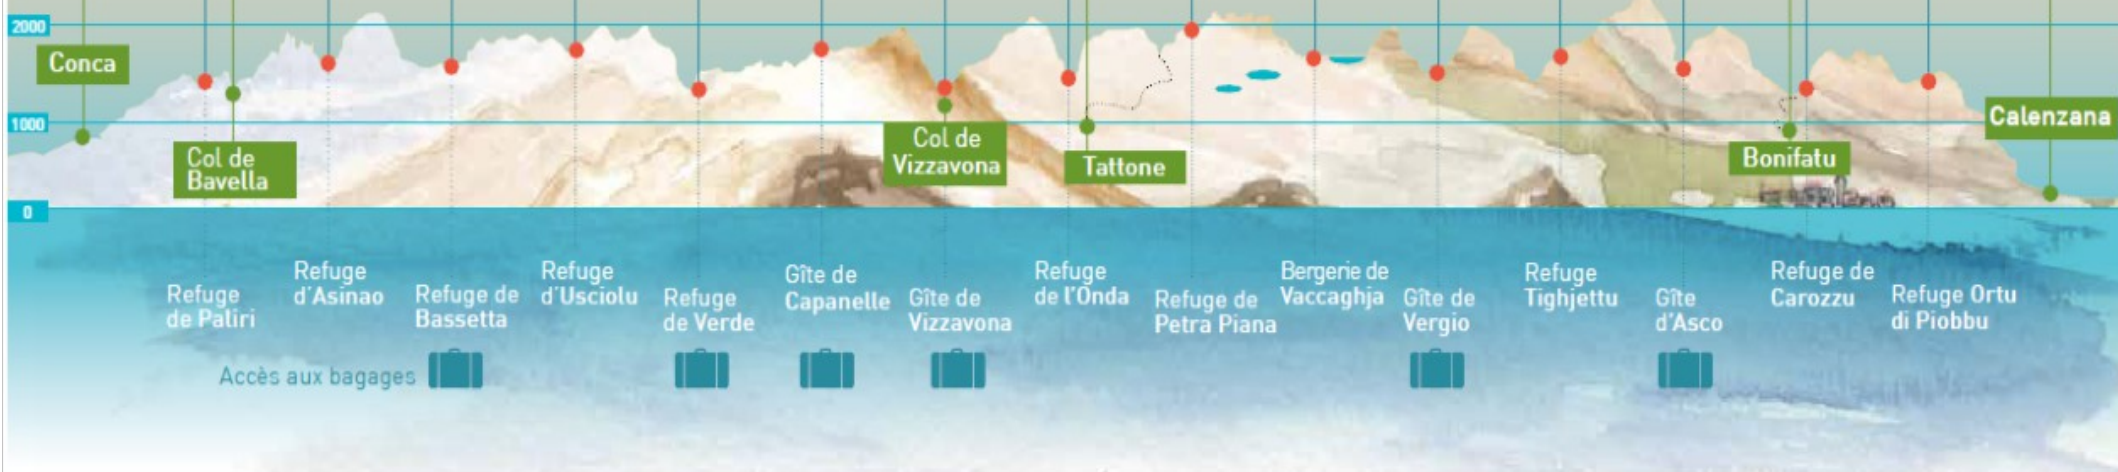 2000
Conca
1000
Col de
Bavella
Col de
Vizzavona
Tattone
Bonifatu
Calenzana
0
Refuge
de Paliri
Refuge
d'Asinao
Refuge de
Bassetta
Refuge
d'Usciolu
Refuge
de Verde
Gîte de
Capanelle
Gîte de
Vizzavona
Refuge
de l'Onda
Refuge de
Petra Piana
Bergerie de
Vaccaghja
Gîte de
Vergio
Refuge
Tighjettu
Gîte
d'Asco
Refuge de
Carozzu
Refuge Ortu
di Piobbu
Accès aux bagages